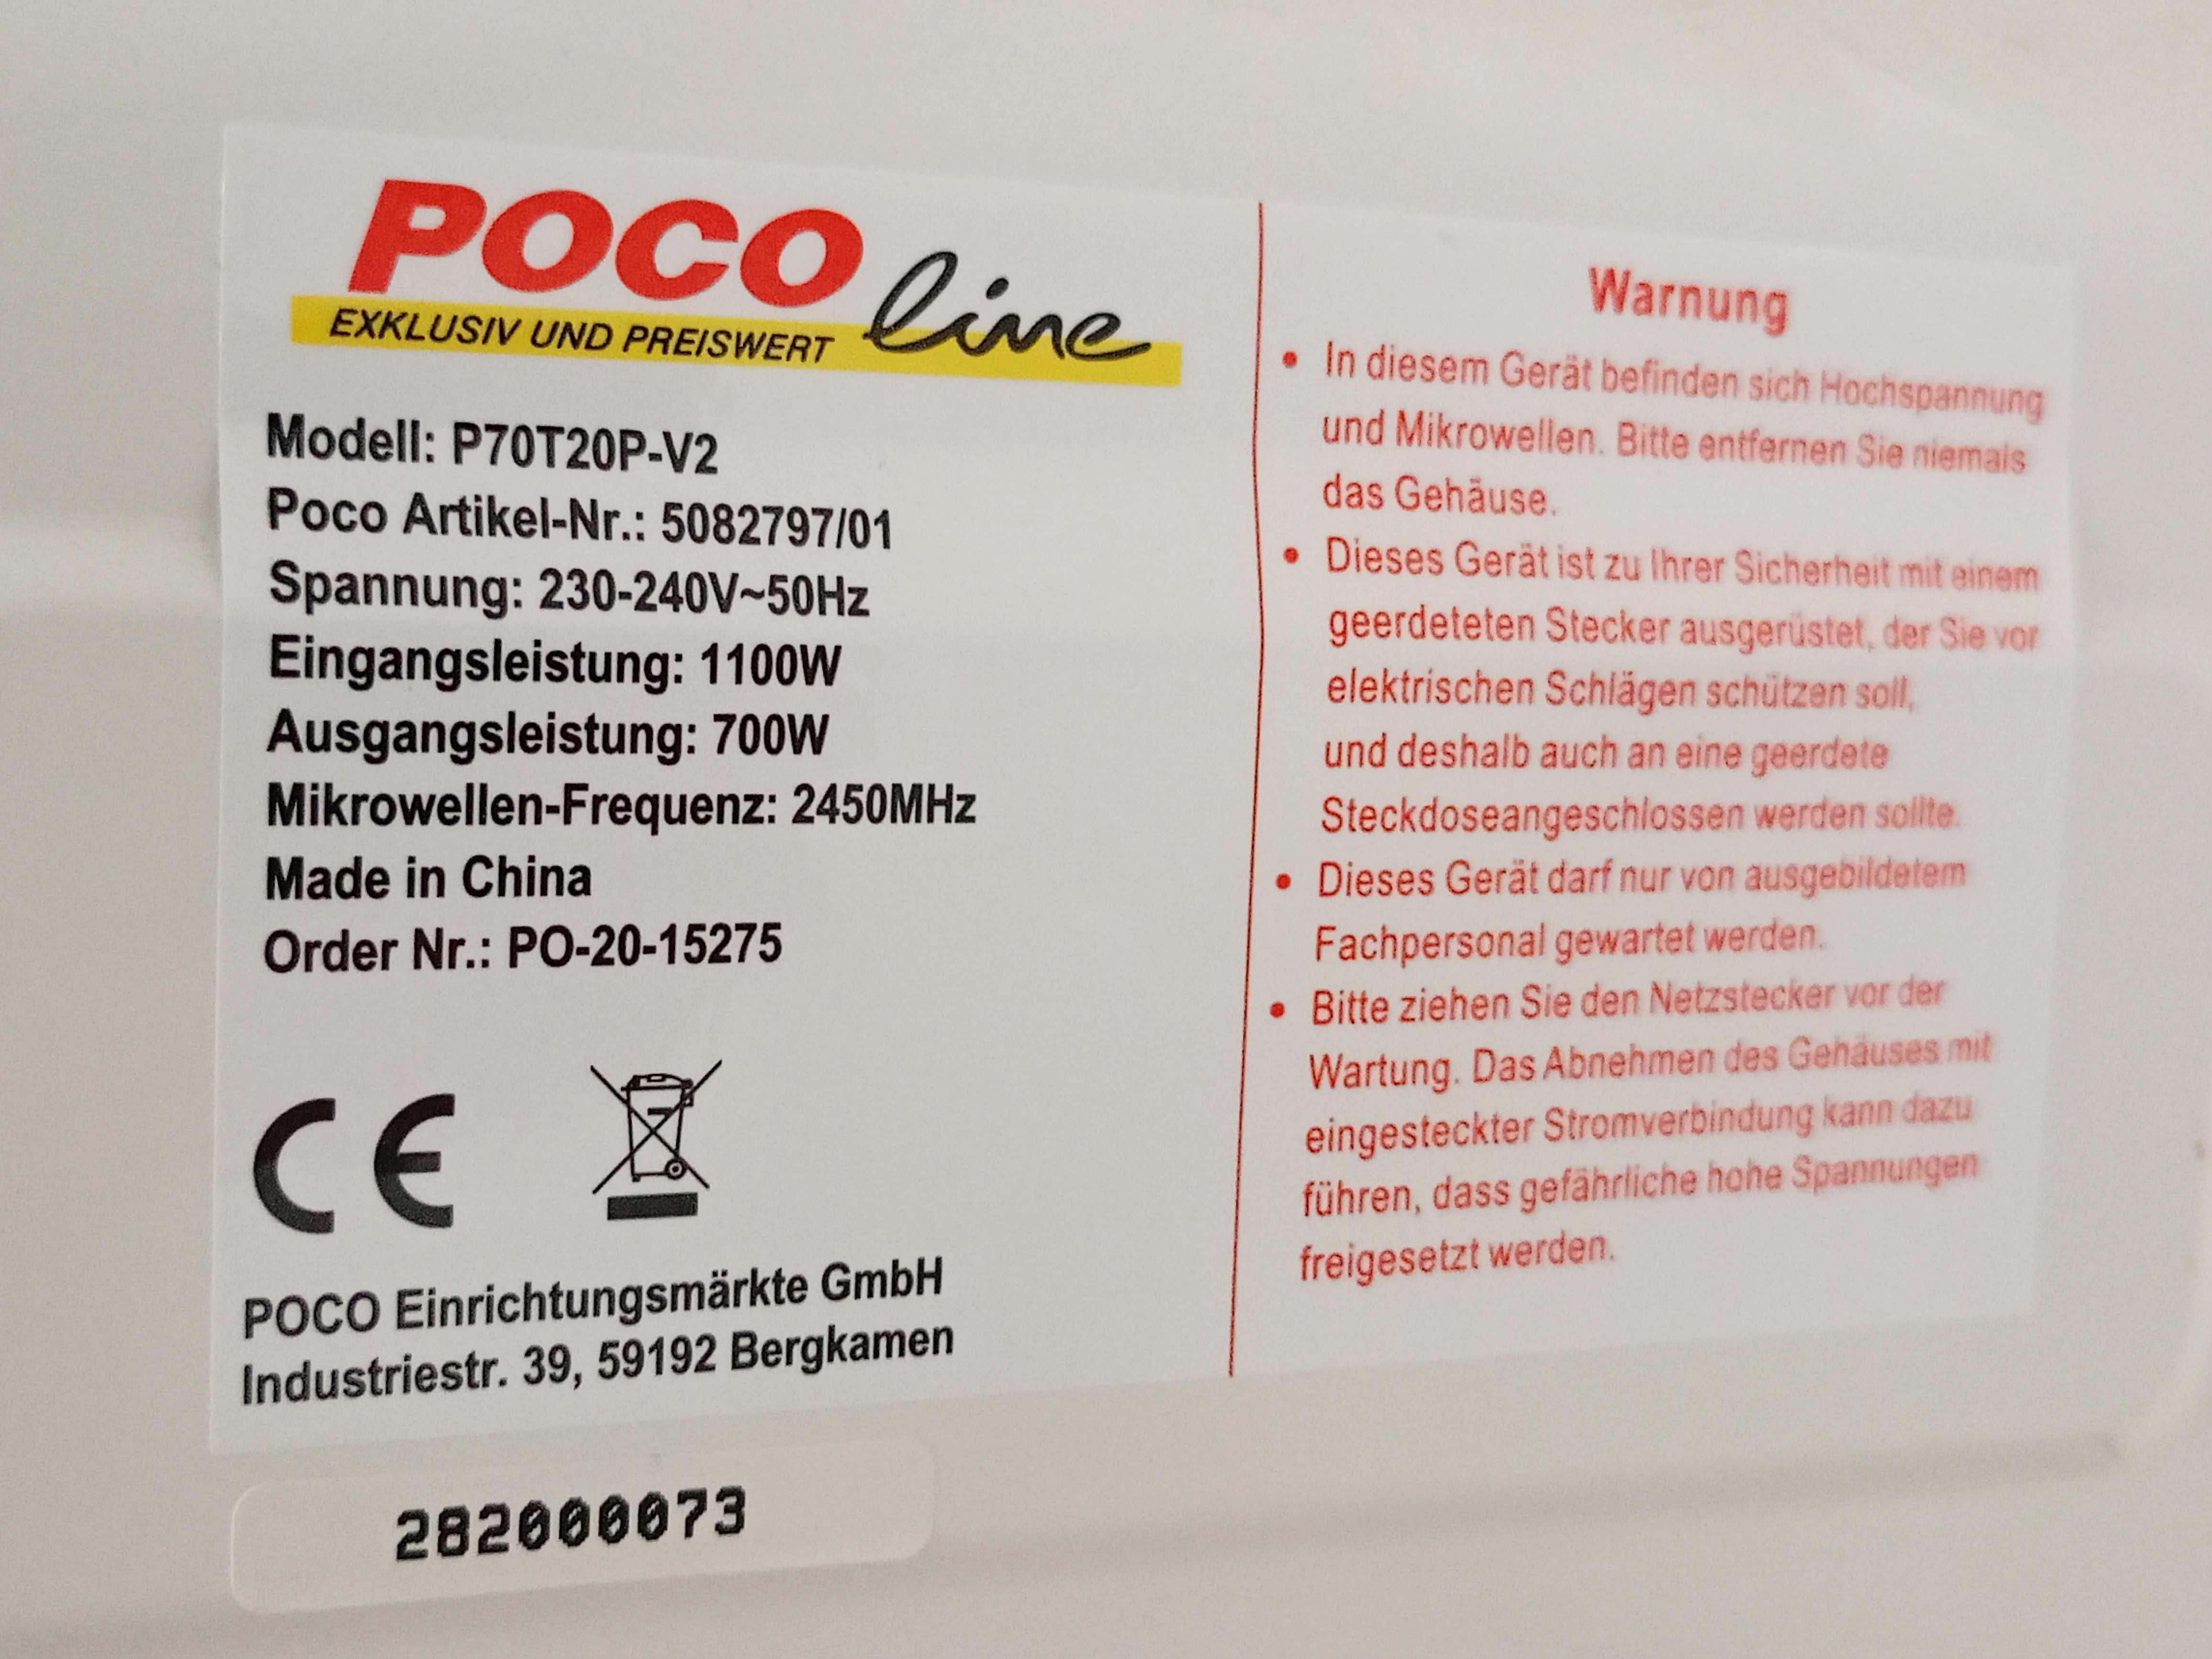 POCO line
EXKLUSIV UND PREISWERT
Modell: P70T20P-V2
Poco Artikel-Nr.: 5082797/01
Spannung: 230-240V~50Hz
Eingangsleistung: 1100W
Ausgangsleistung: 700W
Mikrowellen-Frequenz: 2450MHz
Made in China
Order Nr.: PO-20-15275
CE
POCO Einrichtungsmärkte GmbH
Industriestr. 39, 59192 Bergkamen
282000073
Warnung
• In diesem Gerät befinden sich Hochspannung
und Mikrowellen. Bitte entfernen Sie niemals
das Gehäuse.
• Dieses Gerät ist zu Ihrer Sicherheit mit einem
geerdeteten Stecker ausgerüstet, der Sie vor
elektrischen Schlägen schützen soll,
und deshalb auch an eine geerdete
Steckdoseangeschlossen werden sollte.
• Dieses Gerät darf nur von ausgebildetem
Fachpersonal gewartet werden.
• Bitte ziehen Sie den Netzstecker vor der
Wartung. Das Abnehmen des Gehäuses mit
eingesteckter Stromverbindung kann dazu
führen, dass gefährliche hohe Spannungen
freigesetzt werden.